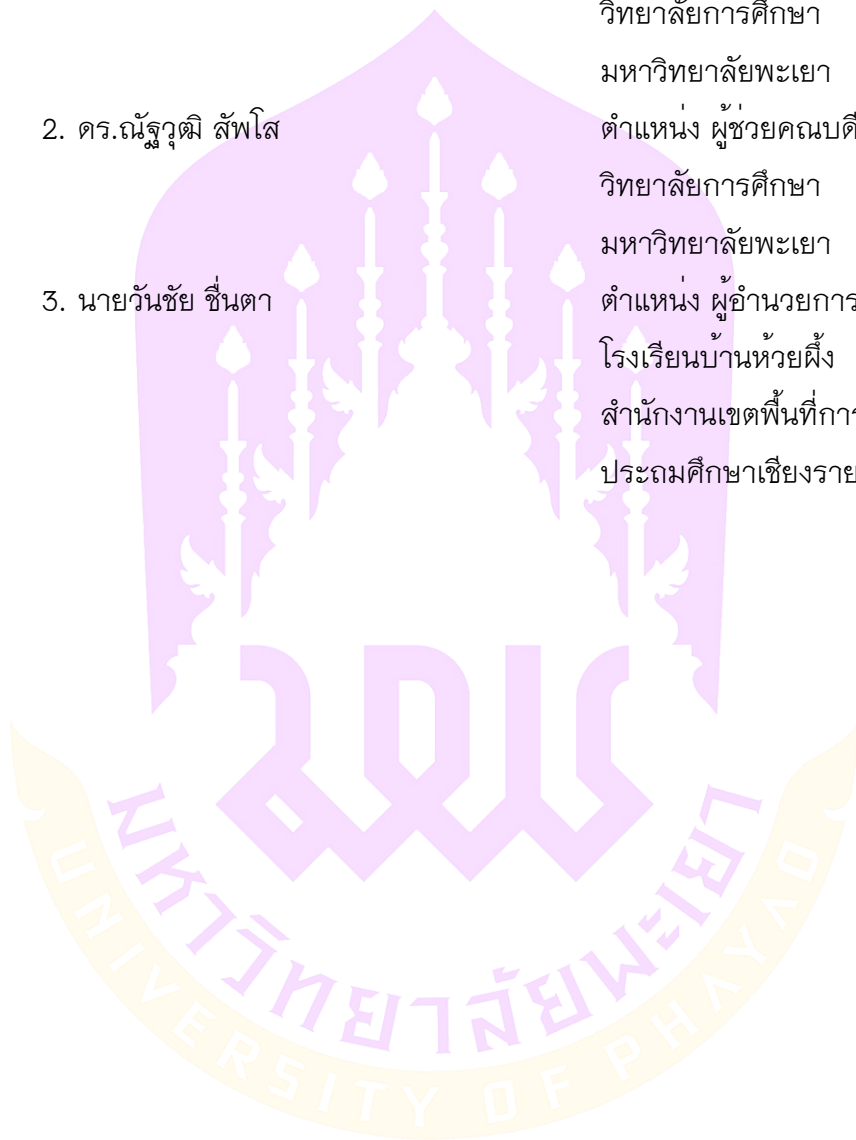 วิทยาลัยการศึกษา
มหาวิทยาลัยพะเยา
2. ดร.ณัฐวุฒิ สัพโส ตำแหน่ง ผู้ช่วยคณบดี
วิทยาลัยการศึกษา
มหาวิทยาลัยพะเยา
3. นายวันชัย ชื่นตา ตำแหน่ง ผู้อำนวยการ
โรงเรียนบ้านห้วยผึ้ง
สำนักงานเขตพื้นที่การ
ประถมศึกษาเชียงราย
มหาวิทยาลัยพะเยา
UNIVERSITY OF PHAYAO